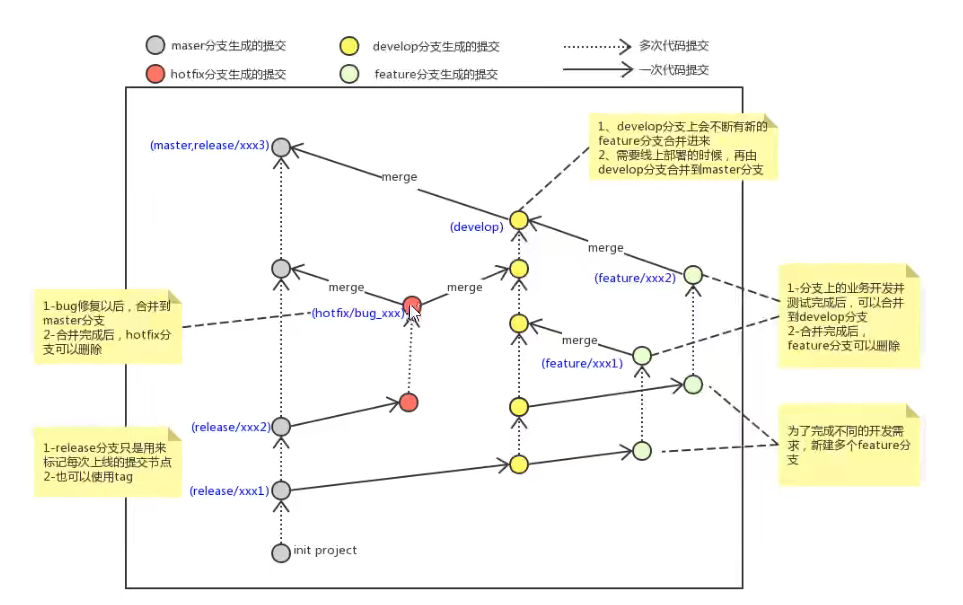 maser分支生成的提交
develop分支生成的提交
多次代码提交
hotfix分支生成的提交
feature分支生成的提交
一次代码提交
1、develop分支上会不断有新的
feature分支合并进来
2、需要线上部署的时候，再由
develop分支合并到master分支
(master,release/xxx3)
merge
(develop)
merge
(feature/xxx2)
1-分支上的业务开发并
测试完成后，可以合并
到develop分支
2-合并完成后，
feature分支可以删除
merge
merge
1-bug修复以后，合并到
master分支
2-合并完成后，hotfix分
支可以删除
(hotfix/bug_xxx)
merge
(feature/xxx1)
(release/xxx2)
为了完成不同的开发需
求，新建多个feature分
支
1-release分支只是用来
标记每次上线的提交节点
2-也可以使用tag
(release/xxx1)
init project